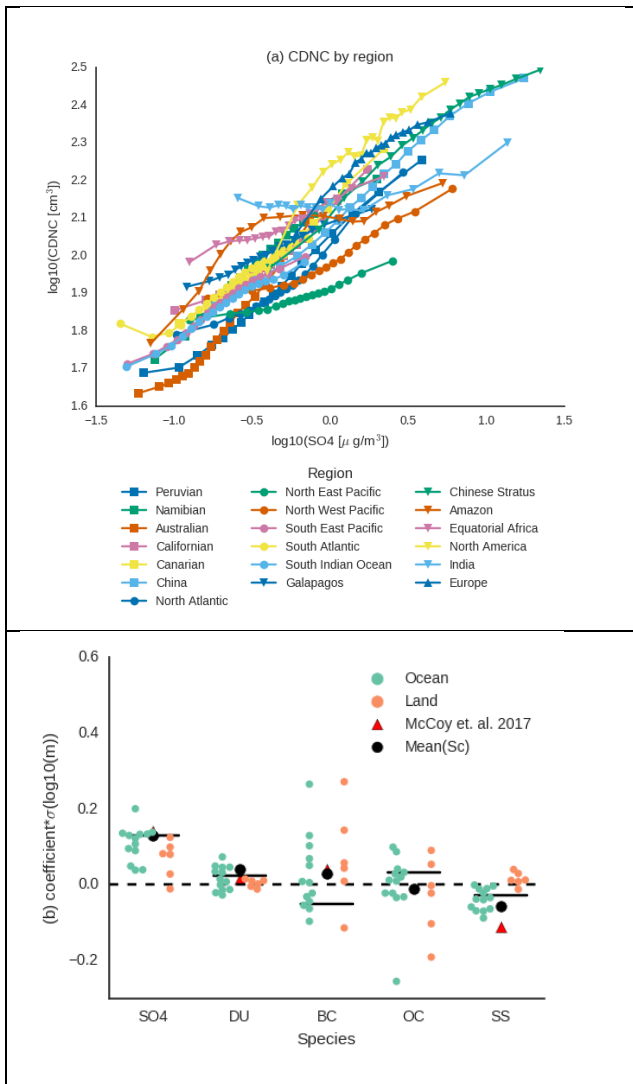 (a) CDNC by region
2.5
2.4
2.3
2.2
2.1
2.0
1.9
1.8
1.7
1.6
log10(CDNC [cm³]
−1.5 −1.0 −0.5 0.0 0.5 1.0 1.5
log10(SO4 [μ g/m³])
Region
Peruvian North East Pacific Chinese Stratus
Namibian North West Pacific Amazon
Australian South East Pacific Equatorial Africa
Californian South Atlantic North America
Canarian South Indian Ocean India
China Galapagos Europe
North Atlantic
0.6
0.4
0.2
0.0
−0.2
(b) coefficient*σ(log10(m))
Ocean
Land
McCoy et. al. 2017
Mean(Sc)
SO4 DU BC OC SS
Species